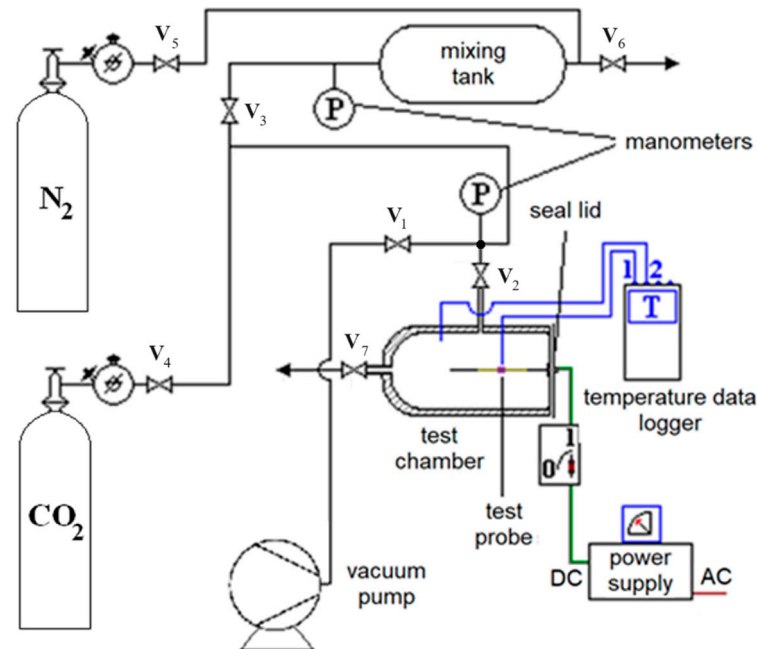 V5
V6
mixing
tank
P
V3
manometers
N2
P
seal lid
V1
V2
1 2
T
V7
V4
temperature data
logger
test
chamber
1
0
CO2
test
probe
vacuum
pump
power
supply
DC
AC